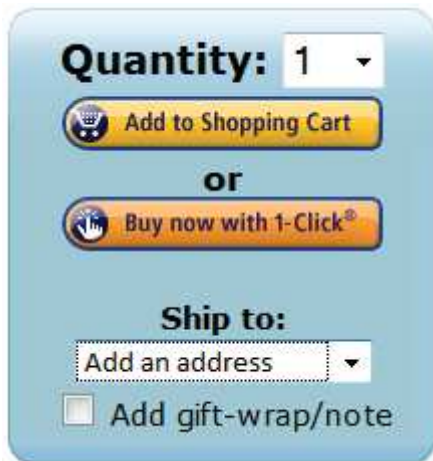 Quantity: 1
Add to Shopping Cart
or
Buy now with 1-Click®
Ship to:
Add an address
Add gift-wrap/note